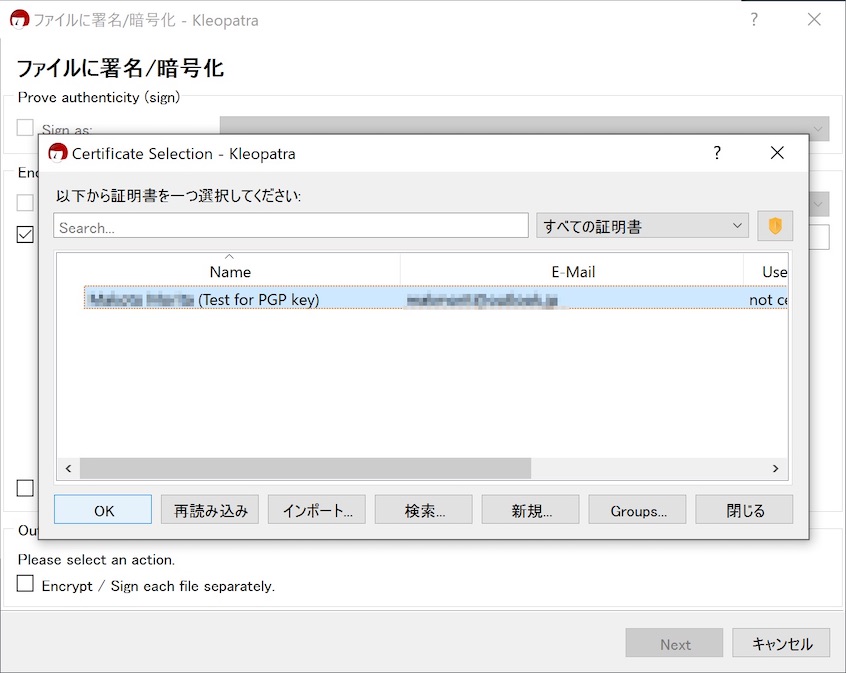 ファイルに署名/暗号化 - Kleopatra
ファイルに署名/暗号化
Prove authenticity (sign)
Sign as:
Certificate Selection - Kleopatra
以下から証明書を一つ選択してください:
Search...
すべての証明書
Name E-Mail Use
(Test for PGP key) not ce
OK 再読み込み インポート... 検索... 新規... Groups... 閉じる
Please select an action.
Encrypt / Sign each file separately.
Next キャンセル